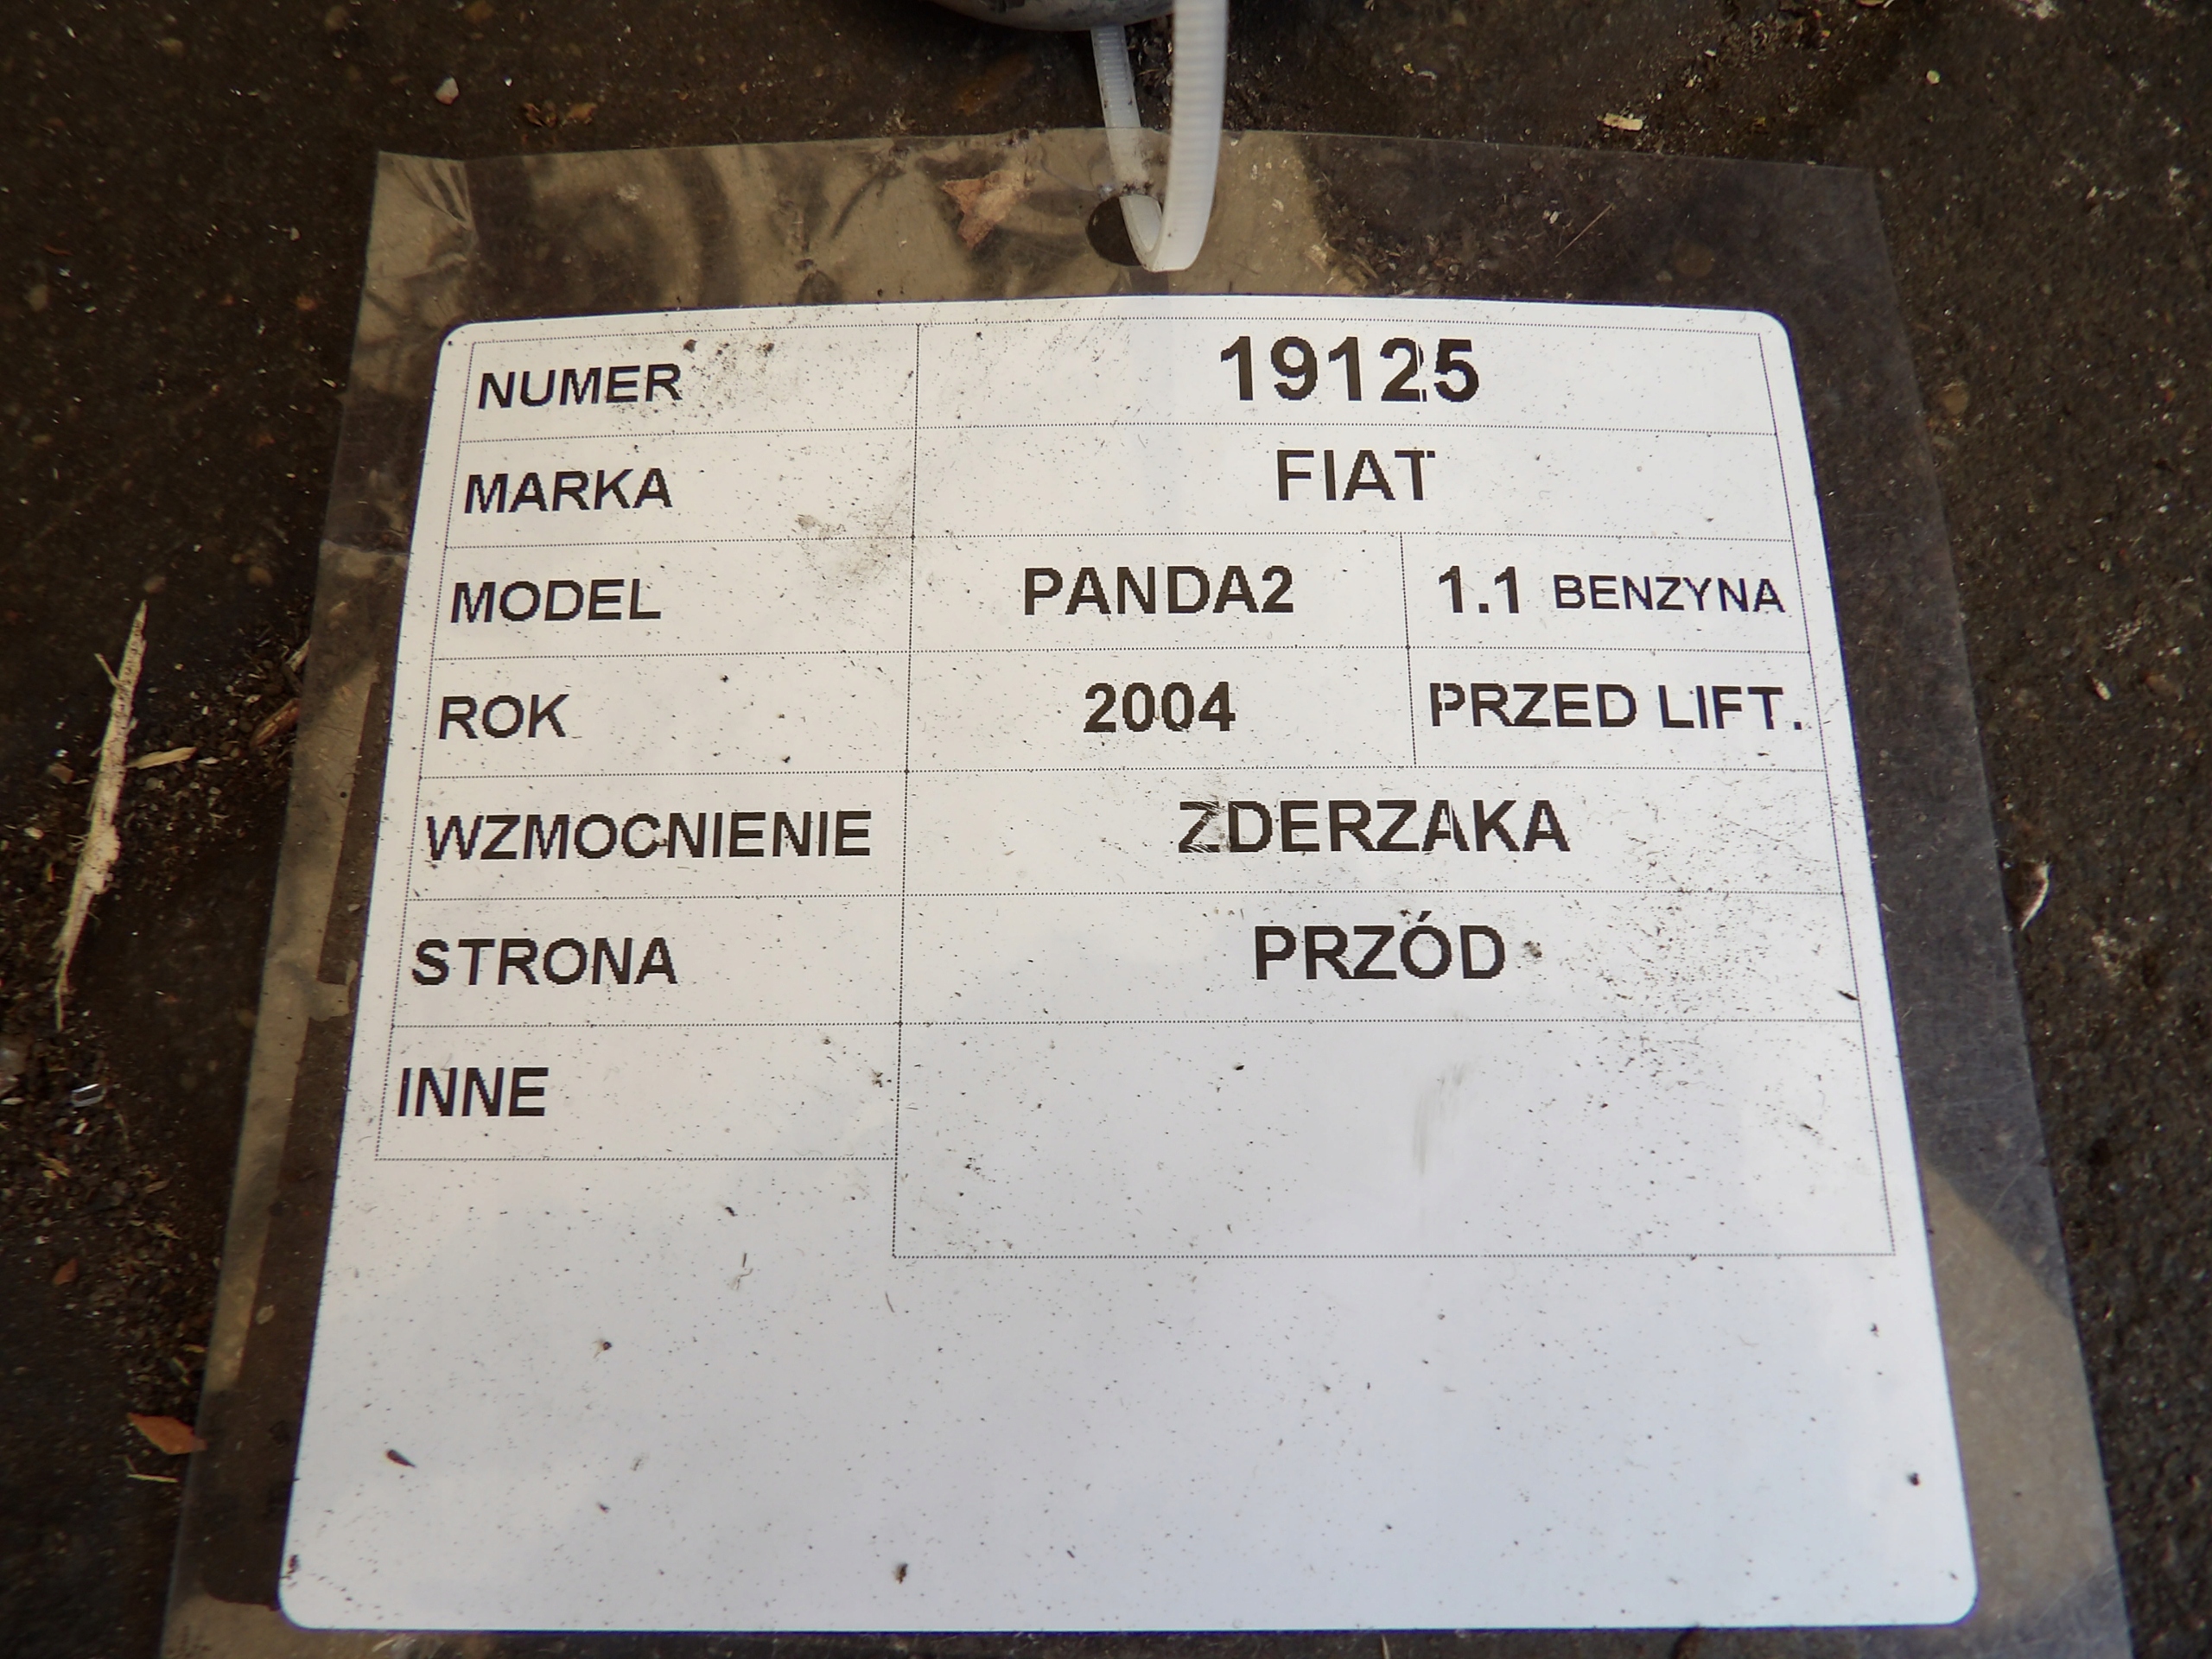 NUMER 19125
MARKA FIAT
MODEL PANDA2 1.1 BENZYNA
ROK 2004 PRZED LIFT.
WZMOCNIENIE ZDERZAKA
STRONA PRZÓD
INNE